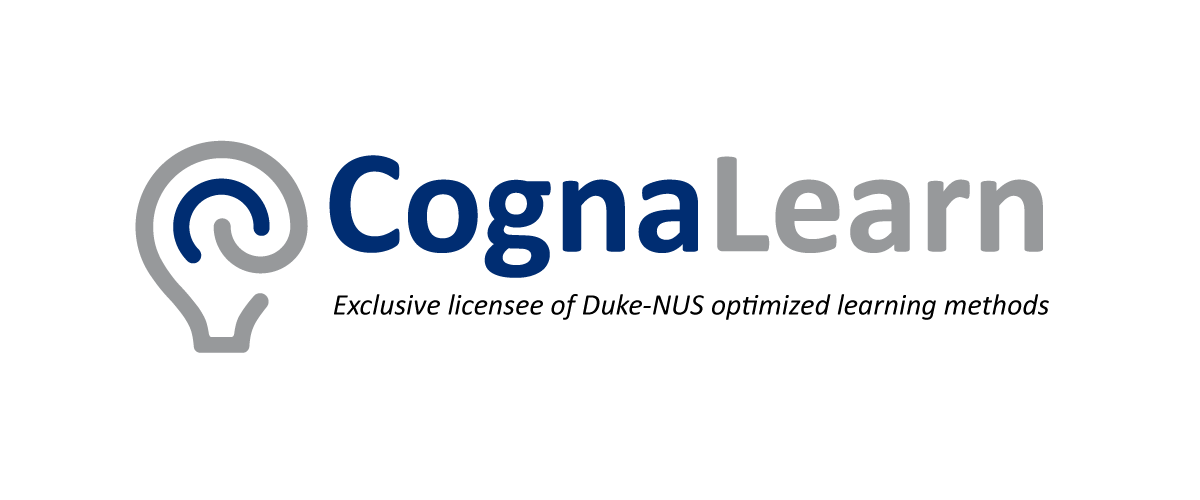 CognaLearn
Exclusive licensee of Duke-NUS optimized learning methods